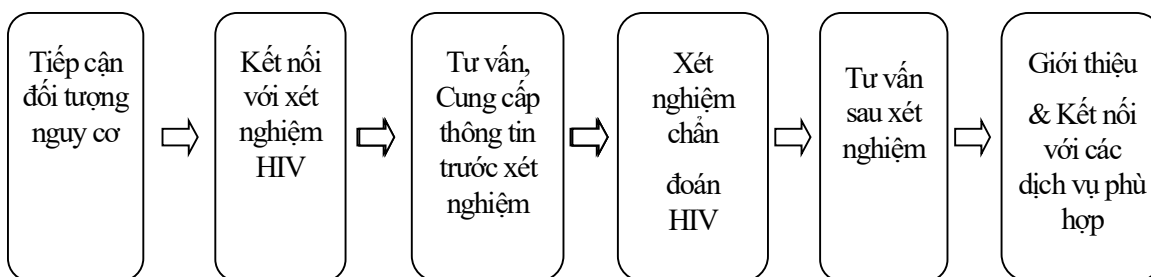 Tiếp cận
đối tượng
nguy cơ
Kết nối
với xét
nghiệm
HIV
Tư vấn,
Cung cấp
thông tin
trước xét
nghiệm
Xét
nghiệm
chẩn
đoán
HIV
Tư vấn
sau xét
nghiệm
Giới thiệu
& Kết nối
với các
dịch vụ phù
hợp